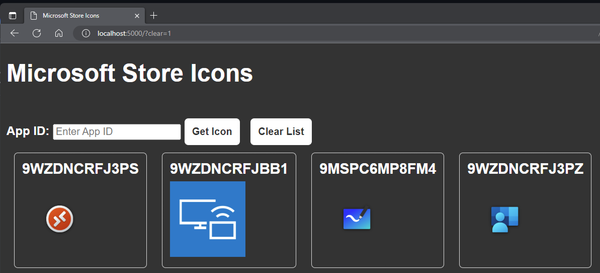 Microsoft Store Icons
localhost:5000/?clear=1
Microsoft Store Icons
App ID: Enter App ID Get Icon Clear List
9WZDNCRFJ3PS 9WZDNCRFJBB1 9MSPC6MP8FM4 9WZDNCRFJ3PZ